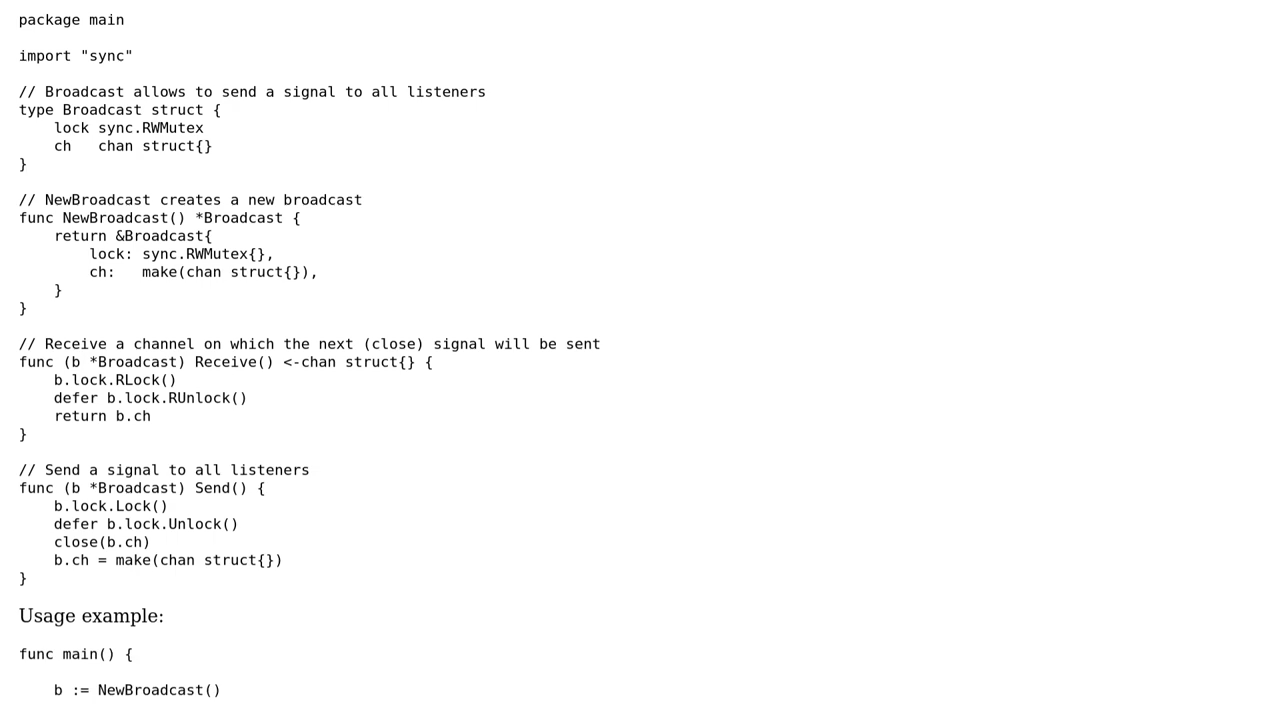 package main

import "sync"

// Broadcast allows to send a signal to all listeners
type Broadcast struct {
    lock sync.RWMutex
    ch   chan struct{}
}

// NewBroadcast creates a new broadcast
func NewBroadcast() *Broadcast {
    return &Broadcast{
        lock: sync.RWMutex{},
        ch:   make(chan struct{}),
    }
}

// Receive a channel on which the next (close) signal will be sent
func (b *Broadcast) Receive() <-chan struct{} {
    b.lock.RLock()
    defer b.lock.RUnlock()
    return b.ch
}

// Send a signal to all listeners
func (b *Broadcast) Send() {
    b.lock.Lock()
    defer b.lock.Unlock()
    close(b.ch)
    b.ch = make(chan struct{})
}

Usage example:

func main() {

    b := NewBroadcast()